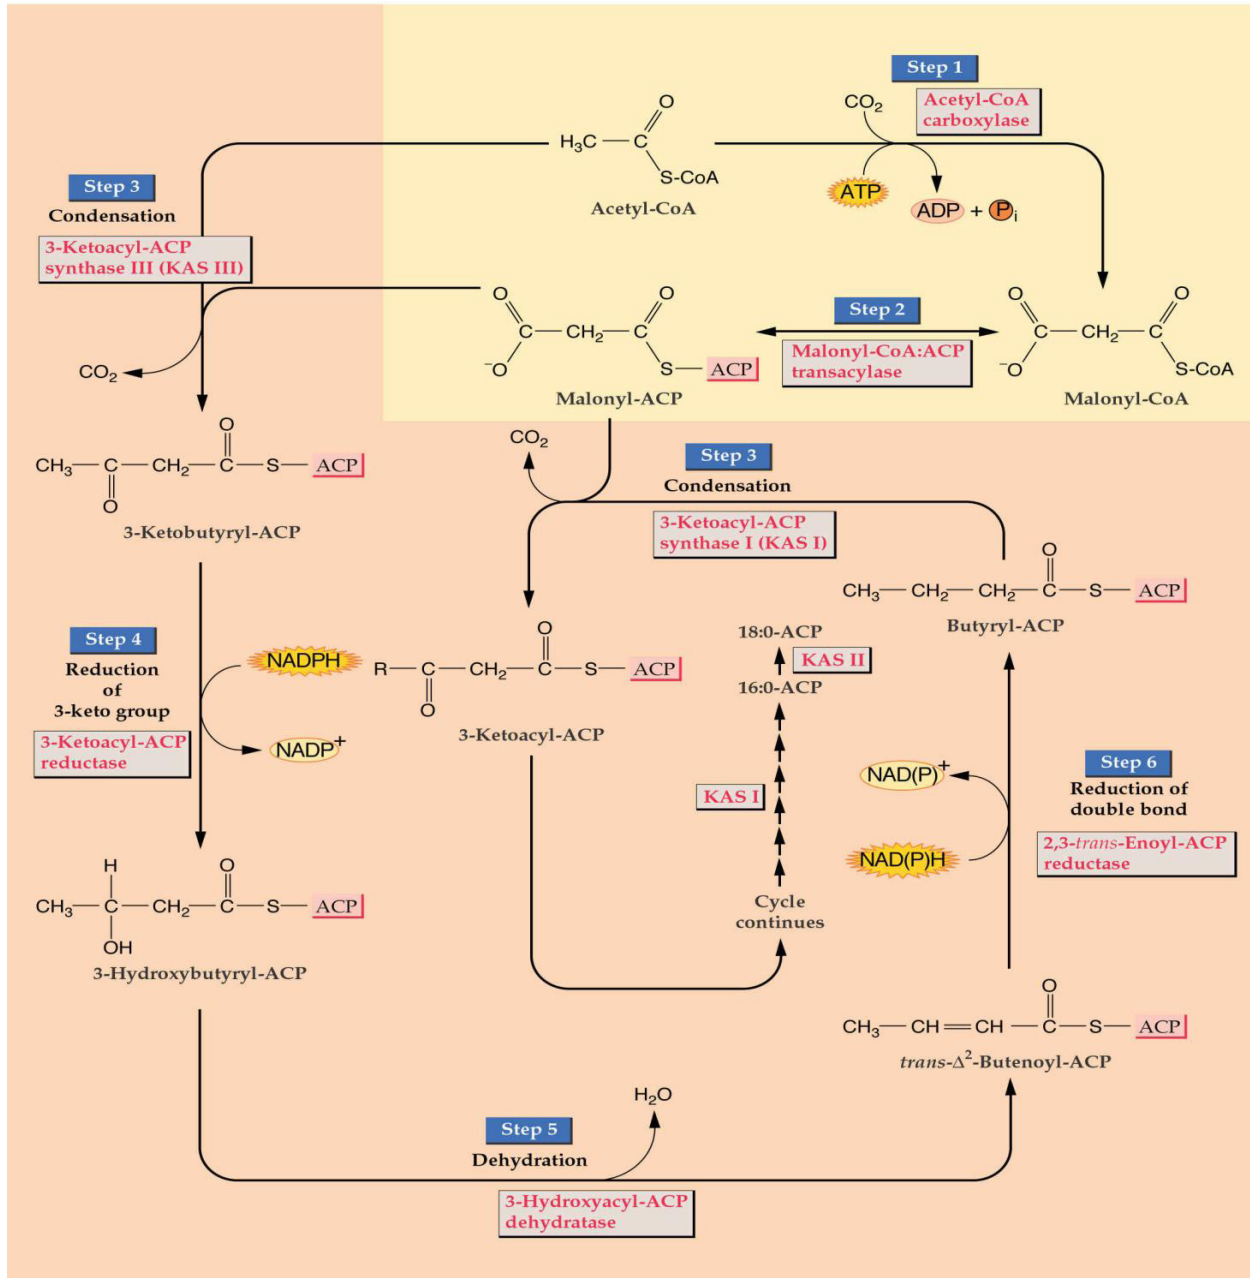 Step 1
Acetyl-CoA
carboxylase
CO₂
O
H₃C—C
S-CoA
Acetyl-CoA
ATP
ADP + Pᵢ
Step 3
Condensation
3-Ketoacyl-ACP
synthase III (KAS III)
CO₂
O O
C—CH₂—C
⁻O S—ACP
Malonyl-ACP
Step 2
Malonyl-CoA:ACP
transacylase
O O
C—CH₂—C
⁻O S-CoA
Malonyl-CoA
O
CH₃—C—CH₂—C—S—ACP
O
3-Ketobutyryl-ACP
CO₂
Step 3
Condensation
3-Ketoacyl-ACP
synthase I (KAS I)
O
CH₃—CH₂—CH₂—C—S—ACP
Butyryl-ACP
Step 4
Reduction
of
3-keto group
3-Ketoacyl-ACP
reductase
NADPH
NADP⁺
O
R—C—CH₂—C—S—ACP
O
3-Ketoacyl-ACP
18:0-ACP
KAS II
16:0-ACP
KAS I
Cycle
continues
NAD(P)⁺
NAD(P)H
Step 6
Reduction of
double bond
2,3-trans-Enoyl-ACP
reductase
H O
CH₃—C—CH₂—C—S—ACP
OH
3-Hydroxybutyryl-ACP
O
CH₃—CH=CH—C—S—ACP
trans-Δ²-Butenoyl-ACP
H₂O
Step 5
Dehydration
3-Hydroxyacyl-ACP
dehydratase